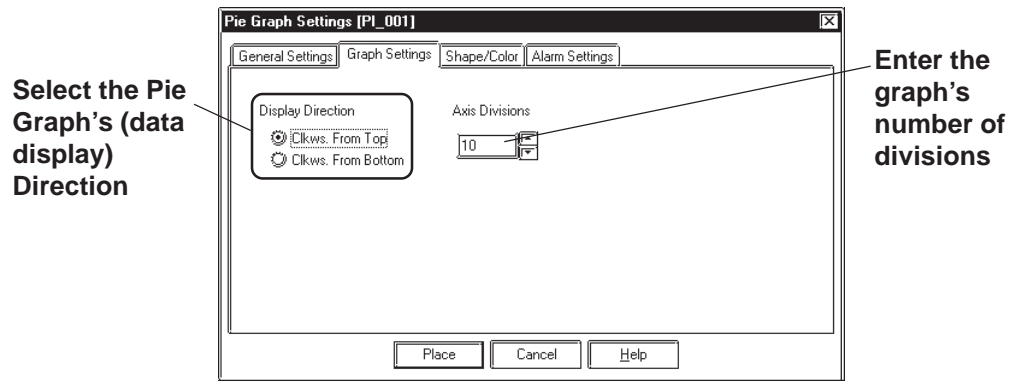 Pie Graph Settings [PI_001]
General Settings Graph Settings Shape/Color Alarm Settings
Select the Pie
Graph's (data
display)
Direction
Display Direction
Clkws. From Top
Clkws. From Bottom
Axis Divisions
10
Enter the
graph's
number of
divisions
Place Cancel Help